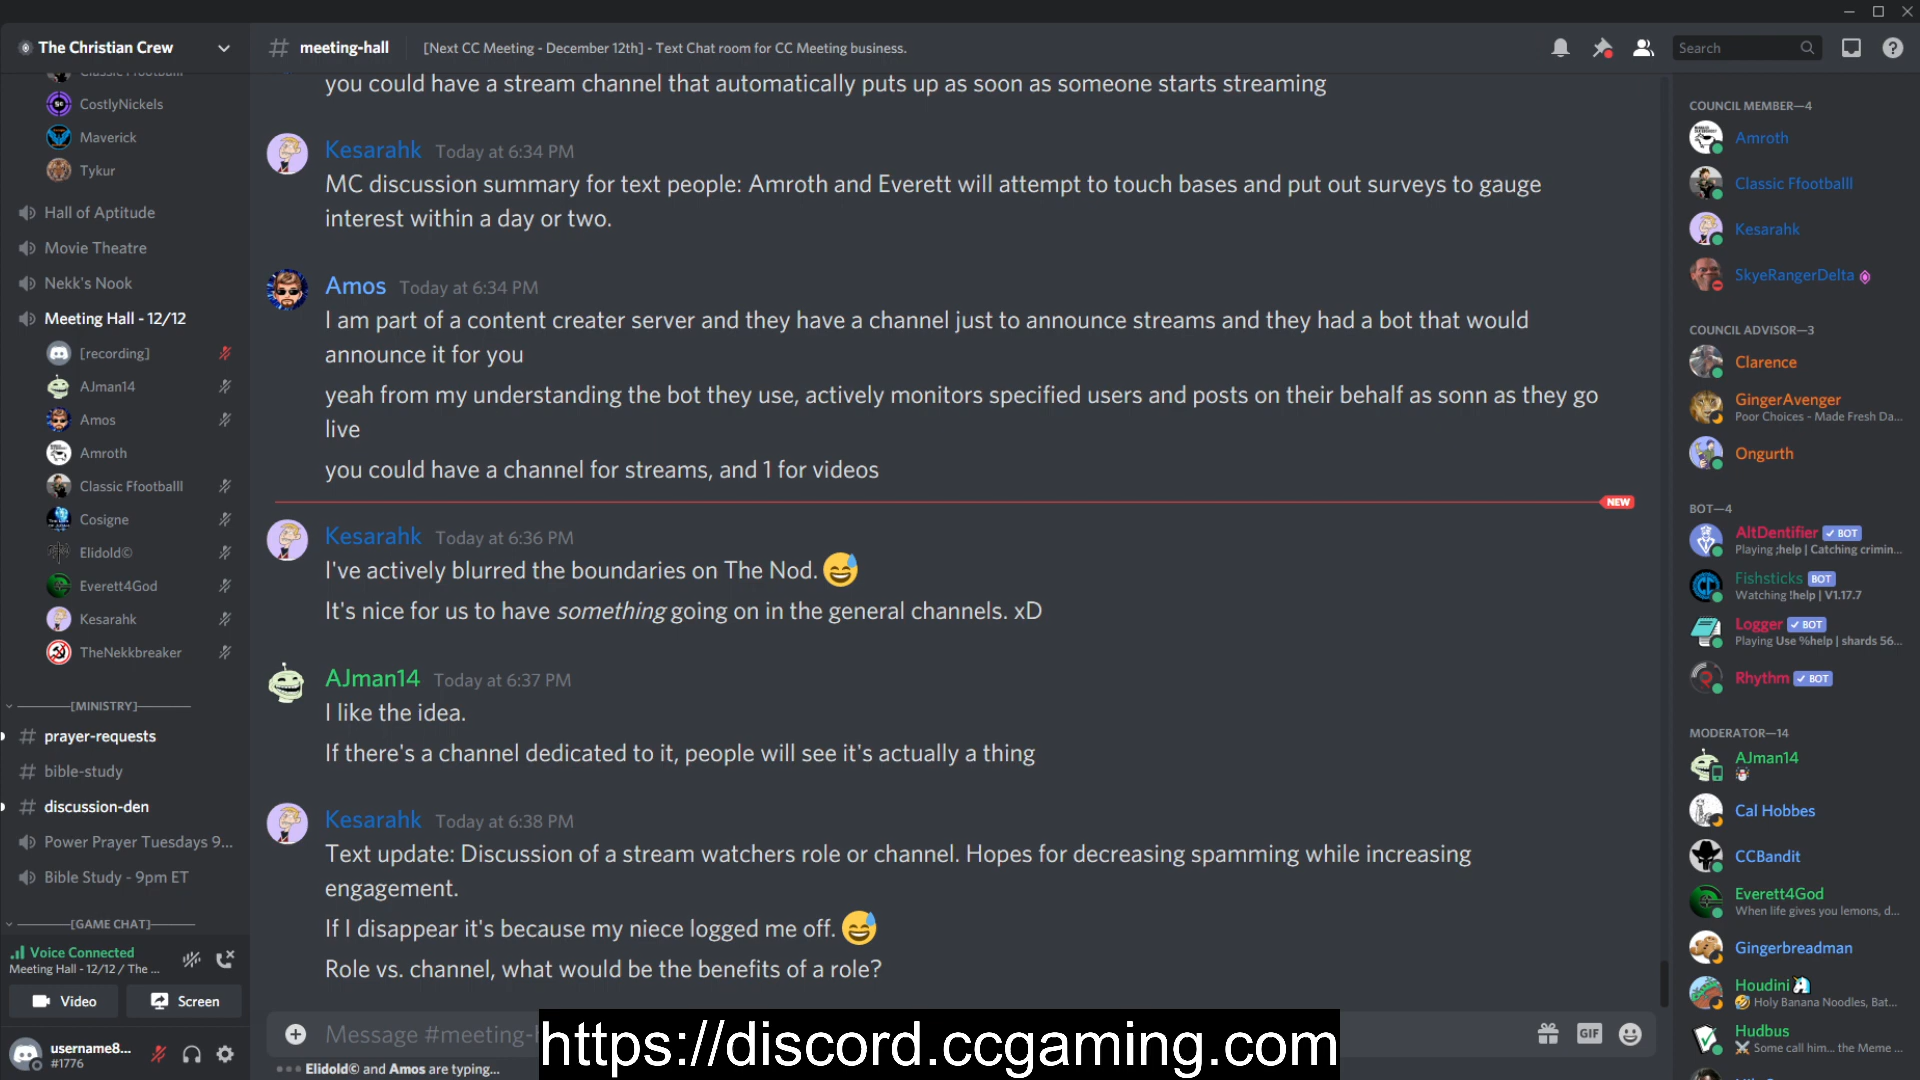 The Christian Crew
Classic Ffootballl
CostlyNickels
Maverick
Tykur
Hall of Aptitude
Movie Theatre
Nekk's Nook
Meeting Hall - 12/12
[recording]
AJman14
Amos
Amroth
Classic Ffootballl
Cosigne
Elidold©
Everett4God
Kesarahk
TheNekkbreaker
[MINISTRY]
prayer-requests
bible-study
discussion-den
Power Prayer Tuesdays 9...
Bible Study - 9pm ET
[GAME CHAT]
Voice Connected
Meeting Hall - 12/12 / The ...
Video
Screen
username8...
#1776
meeting-hall
[Next CC Meeting - December 12th] - Text Chat room for CC Meeting business.
Search
you could have a stream channel that automatically puts up as soon as someone starts streaming
Kesarahk Today at 6:34 PM
MC discussion summary for text people: Amroth and Everett will attempt to touch bases and put out surveys to gauge
interest within a day or two.
Amos Today at 6:34 PM
I am part of a content creater server and they have a channel just to announce streams and they had a bot that would
announce it for you
yeah from my understanding the bot they use, actively monitors specified users and posts on their behalf as sonn as they go
live
you could have a channel for streams, and 1 for videos
NEW
Kesarahk Today at 6:36 PM
I've actively blurred the boundaries on The Nod. 😅
It's nice for us to have something going on in the general channels. xD
AJman14 Today at 6:37 PM
I like the idea.
If there's a channel dedicated to it, people will see it's actually a thing
Kesarahk Today at 6:38 PM
Text update: Discussion of a stream watchers role or channel. Hopes for decreasing spamming while increasing
engagement.
If I disappear it's because my niece logged me off. 😅
Role vs. channel, what would be the benefits of a role?
Message #meeting-
GIF
https://discord.ccgaming.com
Elidold© and Amos are typing...
COUNCIL MEMBER—4
Amroth
Classic Ffootballl
Kesarahk
SkyeRangerDelta
COUNCIL ADVISOR—3
Clarence
GingerAvenger
Poor Choices - Made Fresh Da...
Ongurth
BOT—4
AltDentifier ✓ BOT
Playing ;help | Catching crimin...
Fishsticks BOT
Watching !help | V1.17.7
Logger ✓ BOT
Playing Use %help | shards 56...
Rhythm ✓ BOT
MODERATOR—14
AJman14
Cal Hobbes
CCBandit
Everett4God
When life gives you lemons, d...
Gingerbreadman
Houdini
🤣 Holy Banana Noodles, Bat...
Hudbus
⚔ Some call him... the Meme ...